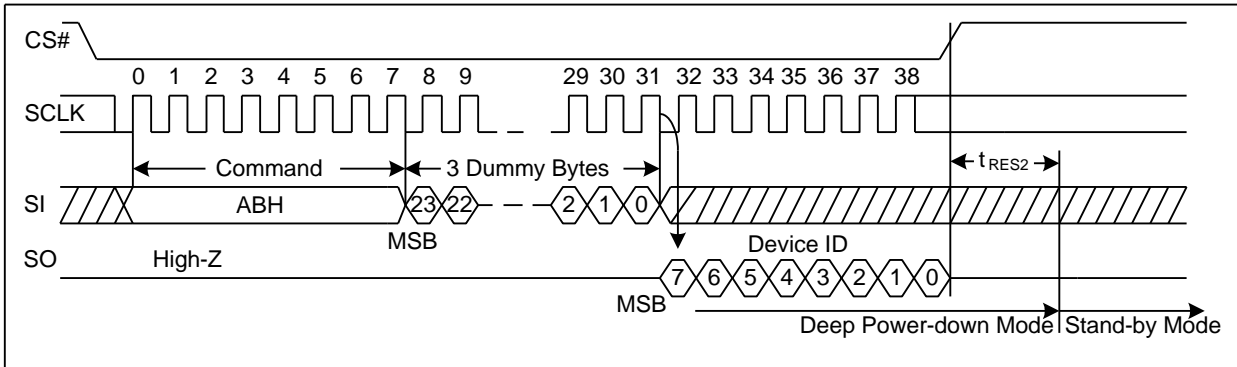 CS#
0 1 2 3 4 5 6 7 8 9 29 30 31 32 33 34 35 36 37 38
SCLK
Command 3 Dummy Bytes tRES2
SI ABH 23 22 2 1 0
MSB Device ID
SO High-Z
7 6 5 4 3 2 1 0
MSB
Deep Power-down Mode Stand-by Mode